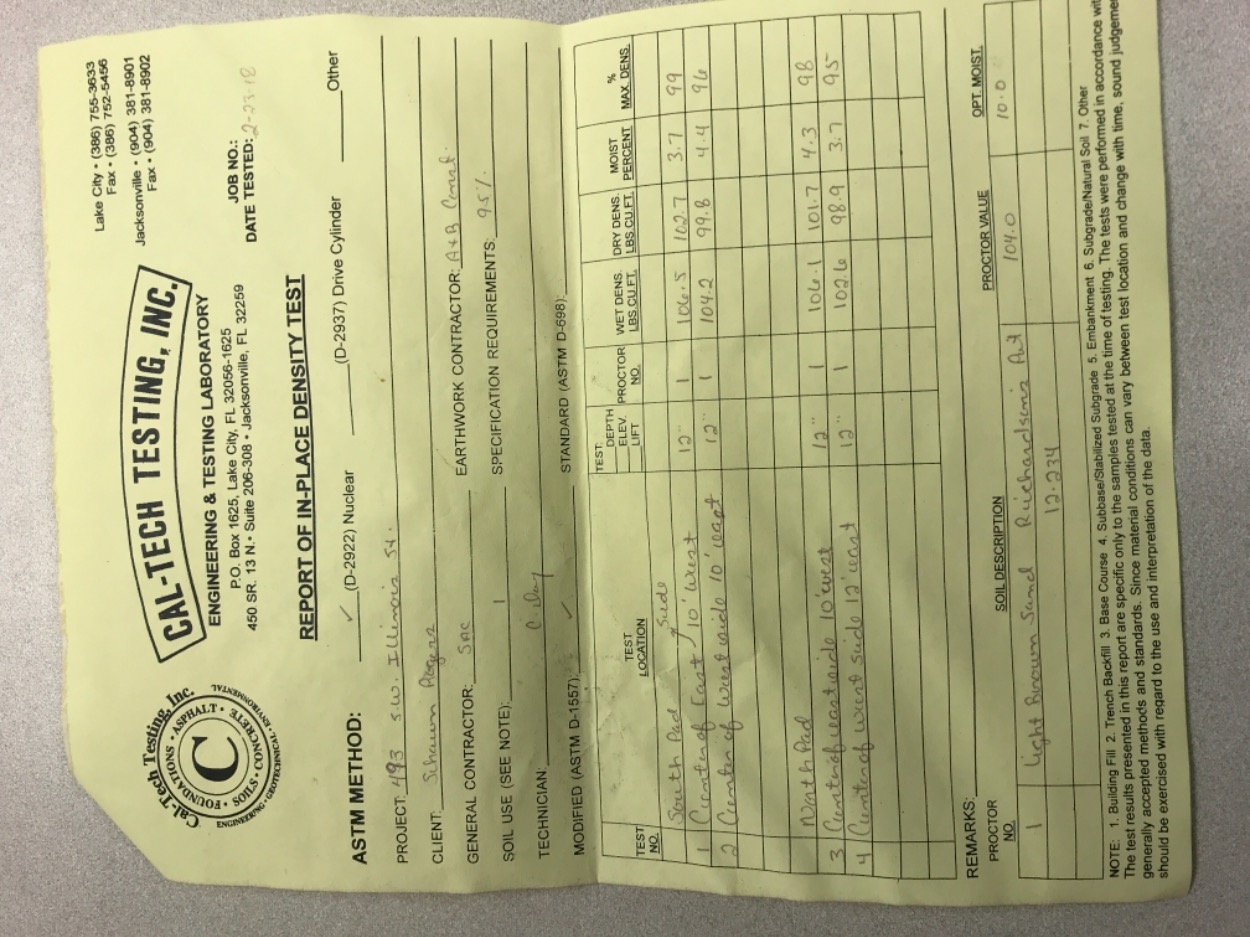 Cal-Tech Testing, Inc.
• FOUNDATIONS • ASPHALT •
SOILS • CONCRETE
C
ENGINEERING • GEOTECHNICAL • ENVIRONMENTAL
CAL-TECH TESTING, INC.
ENGINEERING & TESTING LABORATORY
P.O. Box 1625, Lake City, FL 32056-1625
450 SR. 13 N. • Suite 206-308 • Jacksonville, FL 32259
Lake City • (386) 755-3633
Fax • (386) 752-5456
Jacksonville • (904) 381-8901
Fax • (904) 381-8902
JOB NO.:
DATE TESTED: 2-23-18
REPORT OF IN-PLACE DENSITY TEST
ASTM METHOD: ✓ (D-2922) Nuclear (D-2937) Drive Cylinder Other
PROJECT: 493 S.W. Illinois St.
CLIENT: Shawn Rogers
GENERAL CONTRACTOR: SAC EARTHWORK CONTRACTOR: A+B Const.
SOIL USE (SEE NOTE): 1 SPECIFICATION REQUIREMENTS: 95%
TECHNICIAN: C. Day
MODIFIED (ASTM D-1557): ✓ STANDARD (ASTM D-698):
TEST NO. TEST LOCATION TEST: DEPTH ELEV. LIFT PROCTOR NO. WET DENS. LBS.CU.FT. DRY DENS. LBS.CU.FT. MOIST PERCENT % MAX. DENS.
South Pad
1 Center of East side 10' west 12" 1 106.5 102.7 3.7 99
2 Center of west side 10' east 12" 1 104.2 99.8 4.4 96
North Pad
3 Center of east side 10' west 12" 1 106.1 101.7 4.3 98
4 Center of west side 12' east 12" 1 102.6 98.9 3.7 95
REMARKS:
PROCTOR NO. SOIL DESCRIPTION PROCTOR VALUE OPT. MOIST.
1 Light Brown Sand Richardson's Pit 104.0 10.0
12-234
NOTE: 1. Building Fill 2. Trench Backfill 3. Base Course 4. Subbase/Stabilized Subgrade 5. Embankment 6. Subgrade/Natural Soil 7. Other
The test results presented in this report are specific only to the samples tested at the time of testing. The tests were performed in accordance with
generally accepted methods and standards. Since material conditions can vary between test location and change with time, sound judgement
should be exercised with regard to the use and interpretation of the data.